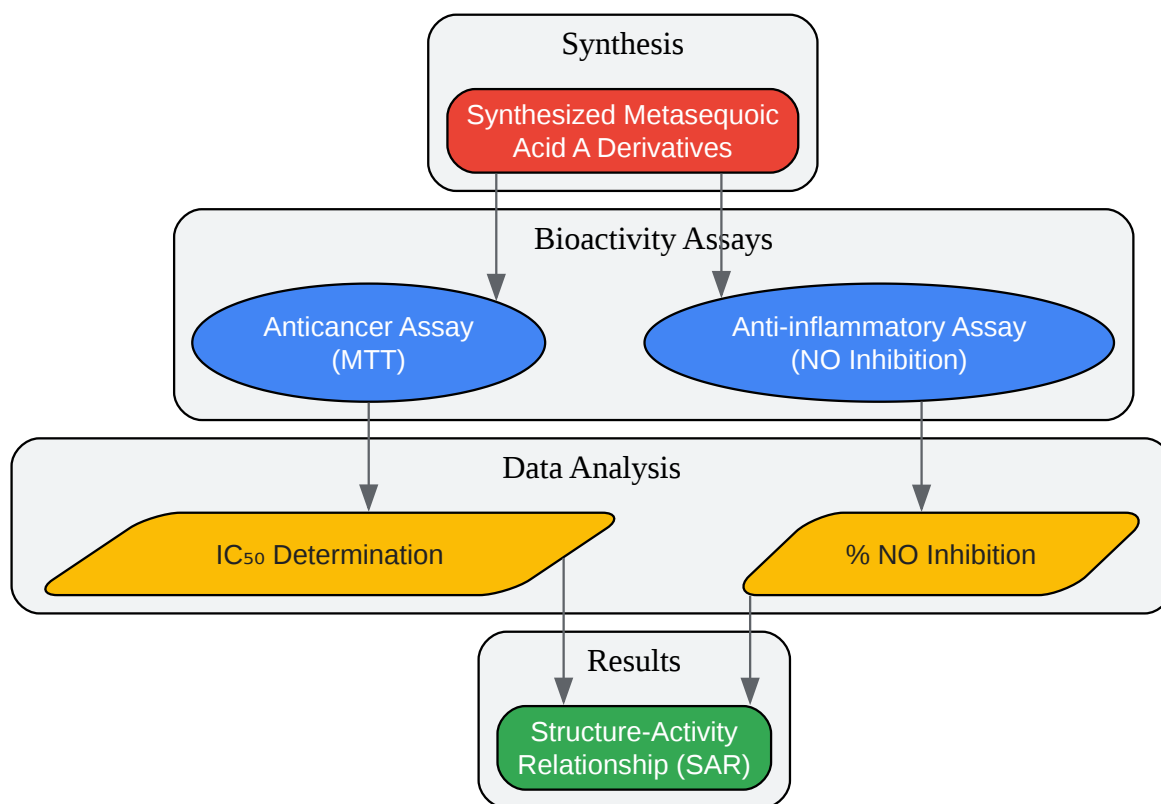 Synthesis
Synthesized Metasequoic
Acid A Derivatives
Bioactivity Assays
Anticancer Assay
(MTT)
Anti-inflammatory Assay
(NO Inhibition)
Data Analysis
IC₅₀ Determination
% NO Inhibition
Results
Structure-Activity
Relationship (SAR)